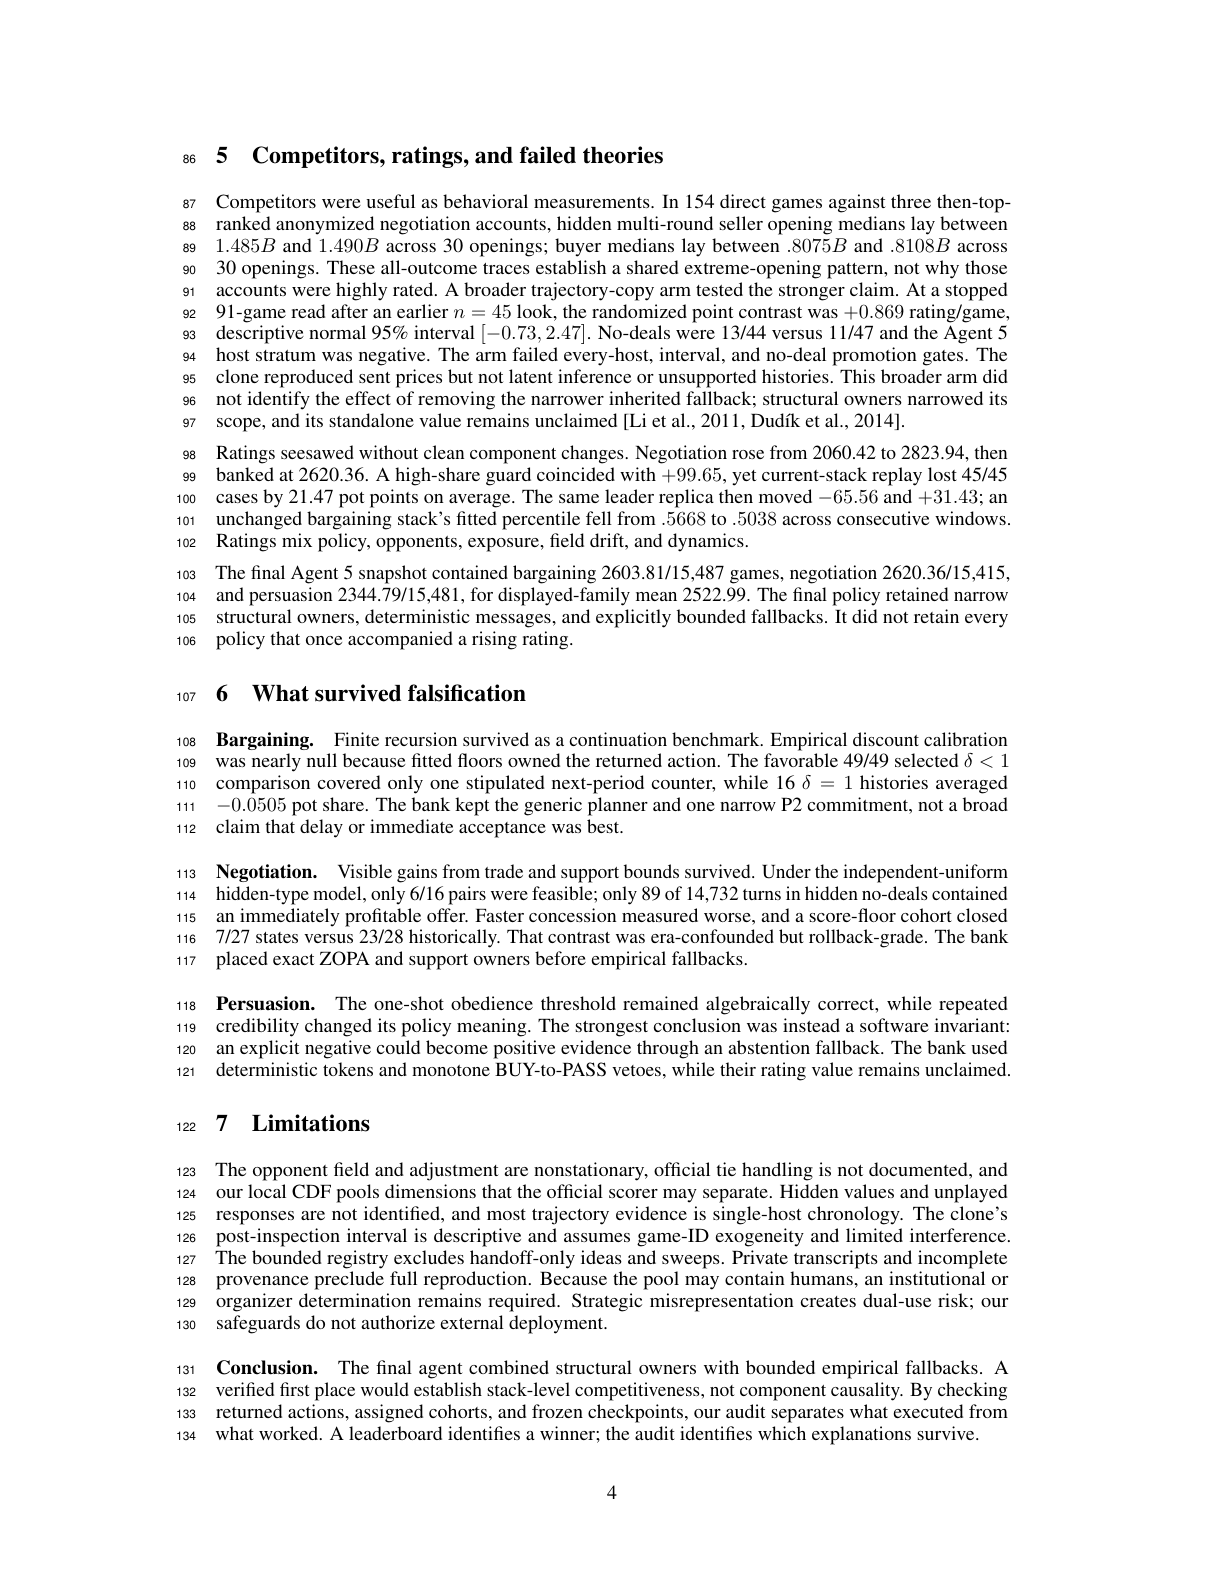 86 5 Competitors, ratings, and failed theories
87 Competitors were useful as behavioral measurements. In 154 direct games against three then-top-
88 ranked anonymized negotiation accounts, hidden multi-round seller opening medians lay between
89 1.485B and 1.490B across 30 openings; buyer medians lay between .8075B and .8108B across
90 30 openings. These all-outcome traces establish a shared extreme-opening pattern, not why those
91 accounts were highly rated. A broader trajectory-copy arm tested the stronger claim. At a stopped
92 91-game read after an earlier n = 45 look, the randomized point contrast was +0.869 rating/game,
93 descriptive normal 95% interval [−0.73, 2.47]. No-deals were 13/44 versus 11/47 and the Agent 5
94 host stratum was negative. The arm failed every-host, interval, and no-deal promotion gates. The
95 clone reproduced sent prices but not latent inference or unsupported histories. This broader arm did
96 not identify the effect of removing the narrower inherited fallback; structural owners narrowed its
97 scope, and its standalone value remains unclaimed [Li et al., 2011, Dudík et al., 2014].
98 Ratings seesawed without clean component changes. Negotiation rose from 2060.42 to 2823.94, then
99 banked at 2620.36. A high-share guard coincided with +99.65, yet current-stack replay lost 45/45
100 cases by 21.47 pot points on average. The same leader replica then moved −65.56 and +31.43; an
101 unchanged bargaining stack's fitted percentile fell from .5668 to .5038 across consecutive windows.
102 Ratings mix policy, opponents, exposure, field drift, and dynamics.
103 The final Agent 5 snapshot contained bargaining 2603.81/15,487 games, negotiation 2620.36/15,415,
104 and persuasion 2344.79/15,481, for displayed-family mean 2522.99. The final policy retained narrow
105 structural owners, deterministic messages, and explicitly bounded fallbacks. It did not retain every
106 policy that once accompanied a rising rating.
107 6 What survived falsification
108 Bargaining. Finite recursion survived as a continuation benchmark. Empirical discount calibration
109 was nearly null because fitted floors owned the returned action. The favorable 49/49 selected δ < 1
110 comparison covered only one stipulated next-period counter, while 16 δ = 1 histories averaged
111 −0.0505 pot share. The bank kept the generic planner and one narrow P2 commitment, not a broad
112 claim that delay or immediate acceptance was best.
113 Negotiation. Visible gains from trade and support bounds survived. Under the independent-uniform
114 hidden-type model, only 6/16 pairs were feasible; only 89 of 14,732 turns in hidden no-deals contained
115 an immediately profitable offer. Faster concession measured worse, and a score-floor cohort closed
116 7/27 states versus 23/28 historically. That contrast was era-confounded but rollback-grade. The bank
117 placed exact ZOPA and support owners before empirical fallbacks.
118 Persuasion. The one-shot obedience threshold remained algebraically correct, while repeated
119 credibility changed its policy meaning. The strongest conclusion was instead a software invariant:
120 an explicit negative could become positive evidence through an abstention fallback. The bank used
121 deterministic tokens and monotone BUY-to-PASS vetoes, while their rating value remains unclaimed.
122 7 Limitations
123 The opponent field and adjustment are nonstationary, official tie handling is not documented, and
124 our local CDF pools dimensions that the official scorer may separate. Hidden values and unplayed
125 responses are not identified, and most trajectory evidence is single-host chronology. The clone's
126 post-inspection interval is descriptive and assumes game-ID exogeneity and limited interference.
127 The bounded registry excludes handoff-only ideas and sweeps. Private transcripts and incomplete
128 provenance preclude full reproduction. Because the pool may contain humans, an institutional or
129 organizer determination remains required. Strategic misrepresentation creates dual-use risk; our
130 safeguards do not authorize external deployment.
131 Conclusion. The final agent combined structural owners with bounded empirical fallbacks. A
132 verified first place would establish stack-level competitiveness, not component causality. By checking
133 returned actions, assigned cohorts, and frozen checkpoints, our audit separates what executed from
134 what worked. A leaderboard identifies a winner; the audit identifies which explanations survive.
4